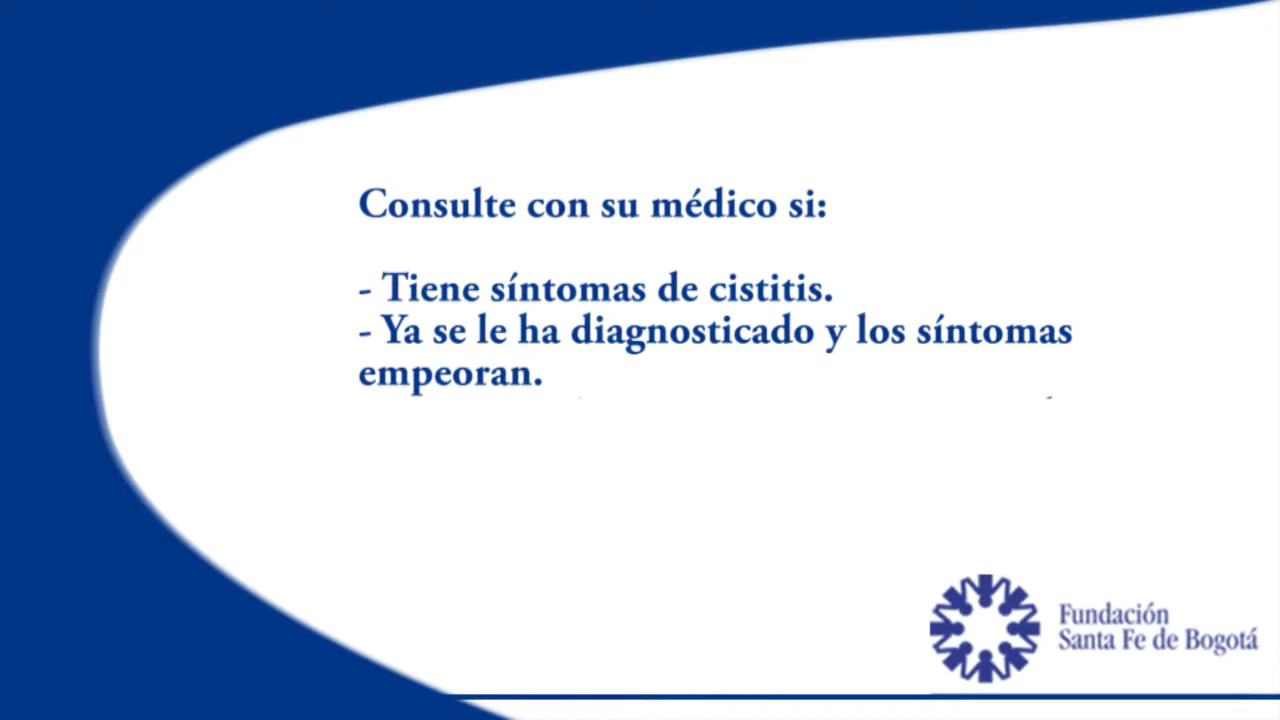 Consulte con su médico si:
- Tiene síntomas de cistitis.
- Ya se le ha diagnosticado y los síntomas
empeoran.
Fundación
Santa Fe de Bogotá